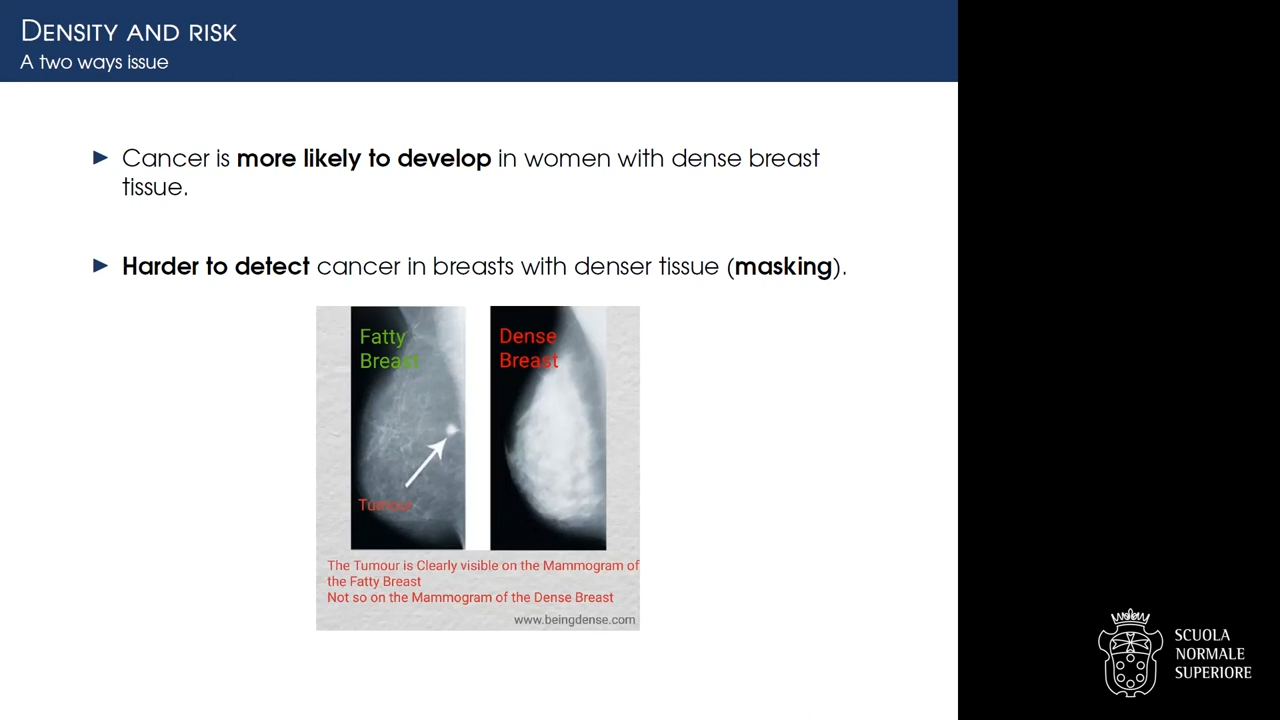 DENSITY AND RISK
A two ways issue
► Cancer is more likely to develop in women with dense breast
tissue.
► Harder to detect cancer in breasts with denser tissue (masking).
Fatty
Breast
Tumour
Dense
Breast
The Tumour is Clearly visible on the Mammogram of
the Fatty Breast
Not so on the Mammogram of the Dense Breast
www.beingdense.com
SCUOLA
NORMALE
SUPERIORE